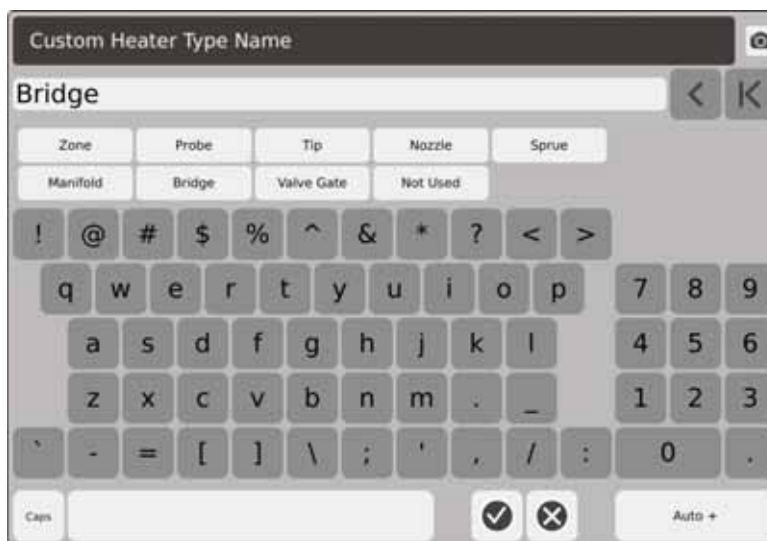 Custom Heater Type Name
Bridge
Zone Probe Tip Nozzle Sprue
Manifold Bridge Valve Gate Not Used
! @ # $ % ^ & * ? < >
q w e r t y u i o p 7 8 9
a s d f g h j k l 4 5 6
z x c v b n m . _ 1 2 3
` - = [ ] \ ; ' , / : 0 .
Caps Auto +